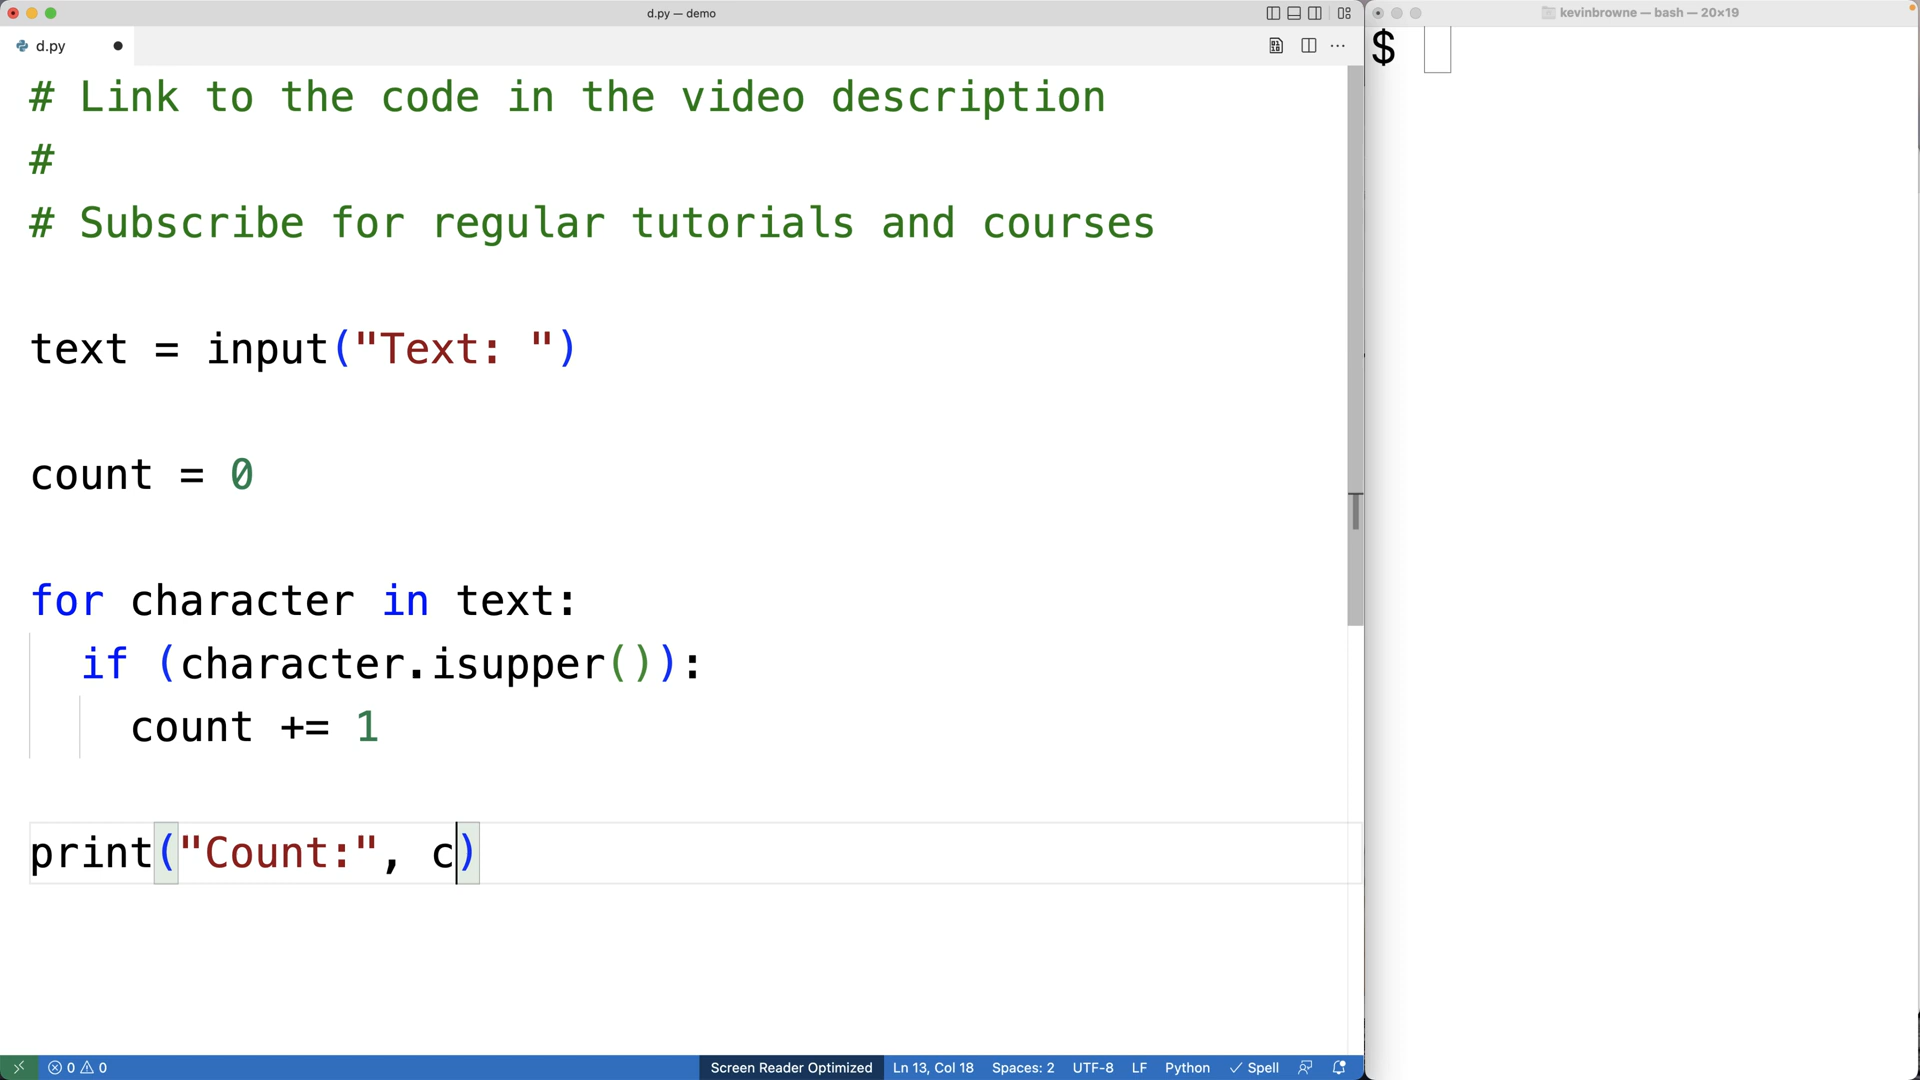 d.py — demo
kevinbrowne — bash — 20×19
d.py
$
# Link to the code in the video description
#
# Subscribe for regular tutorials and courses
text = input("Text: ")
count = 0
for character in text:
if (character.isupper()):
count += 1
print("Count:", c)
0 0 Screen Reader Optimized Ln 13, Col 18 Spaces: 2 UTF-8 LF Python Spell